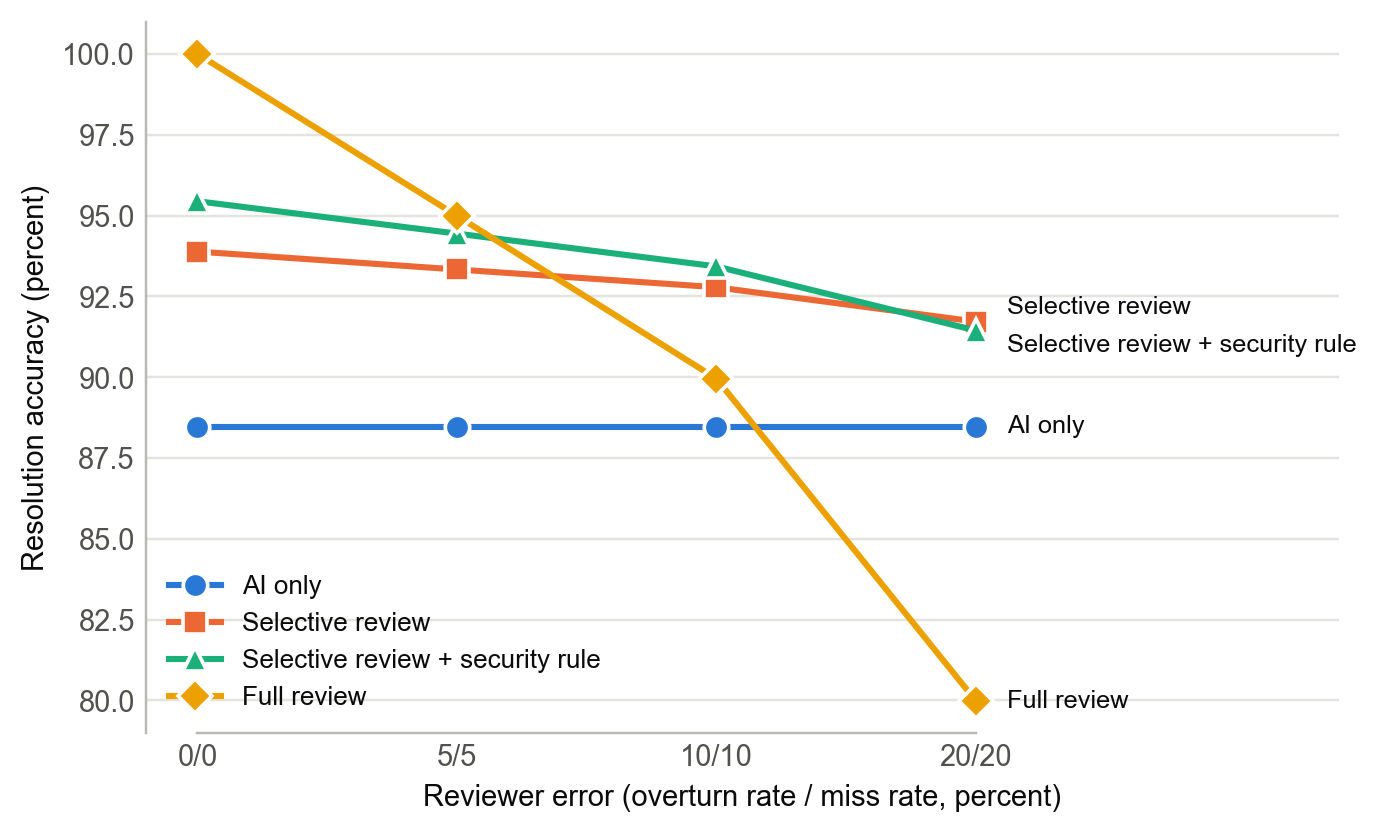 100.0
97.5
95.0
92.5
90.0
87.5
85.0
82.5
80.0
Resolution accuracy (percent)
Selective review
Selective review + security rule
AI only
Full review
AI only
Selective review
Selective review + security rule
Full review
0/0 5/5 10/10 20/20
Reviewer error (overturn rate / miss rate, percent)